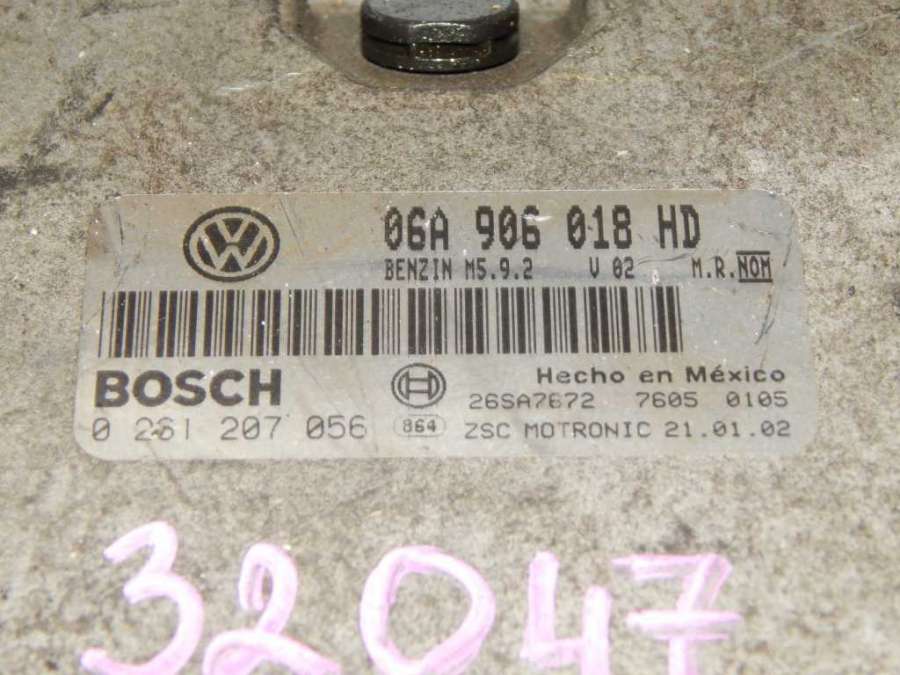 06A 906 018 HD
BENZIN M5.9.2 V 02 M.R.NOM
BOSCH
Hecho en México
26SA7672 7605 0105
0 261 207 056 864 ZSC MOTRONIC 21.01.02
32047